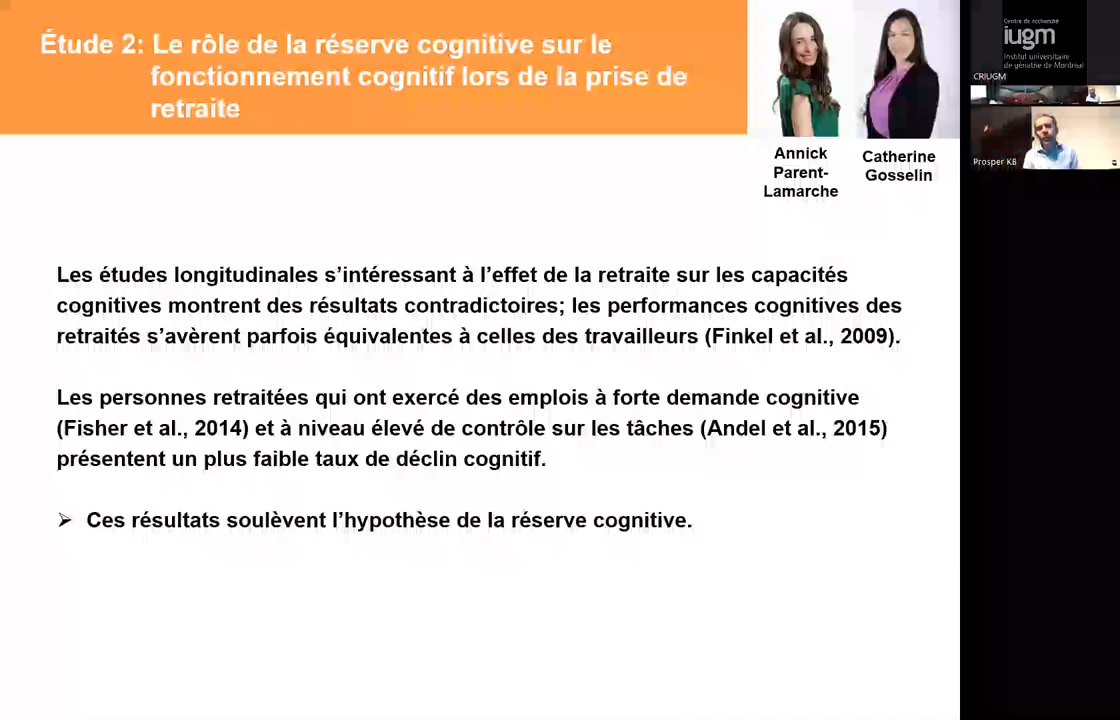 Étude 2: Le rôle de la réserve cognitive sur le
fonctionnement cognitif lors de la prise de
retraite
Annick
Parent-
Lamarche
Catherine
Gosselin
Les études longitudinales s’intéressant à l’effet de la retraite sur les capacités
cognitives montrent des résultats contradictoires; les performances cognitives des
retraités s’avèrent parfois équivalentes à celles des travailleurs (Finkel et al., 2009).
Les personnes retraitées qui ont exercé des emplois à forte demande cognitive
(Fisher et al., 2014) et à niveau élevé de contrôle sur les tâches (Andel et al., 2015)
présentent un plus faible taux de déclin cognitif.
➢ Ces résultats soulèvent l’hypothèse de la réserve cognitive.
Centre de recherche
iugm
Institut universitaire
de gériatrie de Montréal
CRIUGM
Prosper KB